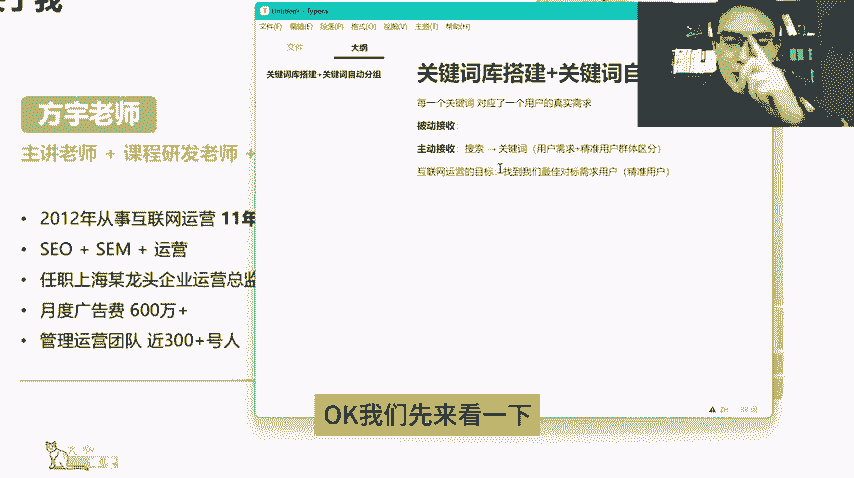 于我
方宇老师
主讲老师 + 课程研发老师 +
• 2012年从事互联网运营 11年
• SEO + SEM + 运营
• 任职上海某龙头企业运营总监
• 月度广告费 600万+
• 管理运营团队 近300+号人
Untitled - Typora
文件(F) 编辑(E) 段落(P) 格式(O) 视图(V) 主题(T) 帮助(H)
文件 大纲
关键词库搭建+关键词自动分组
关键词库搭建+关键词自
每一个关键词 对应了一个用户的真实需求
被动接收:
主动接收: 搜索 → 关键词（用户需求+精准用户群体区分）
互联网运营的目标: 找到我们最佳对标需求用户（精准用户）
OK我们先来看一下